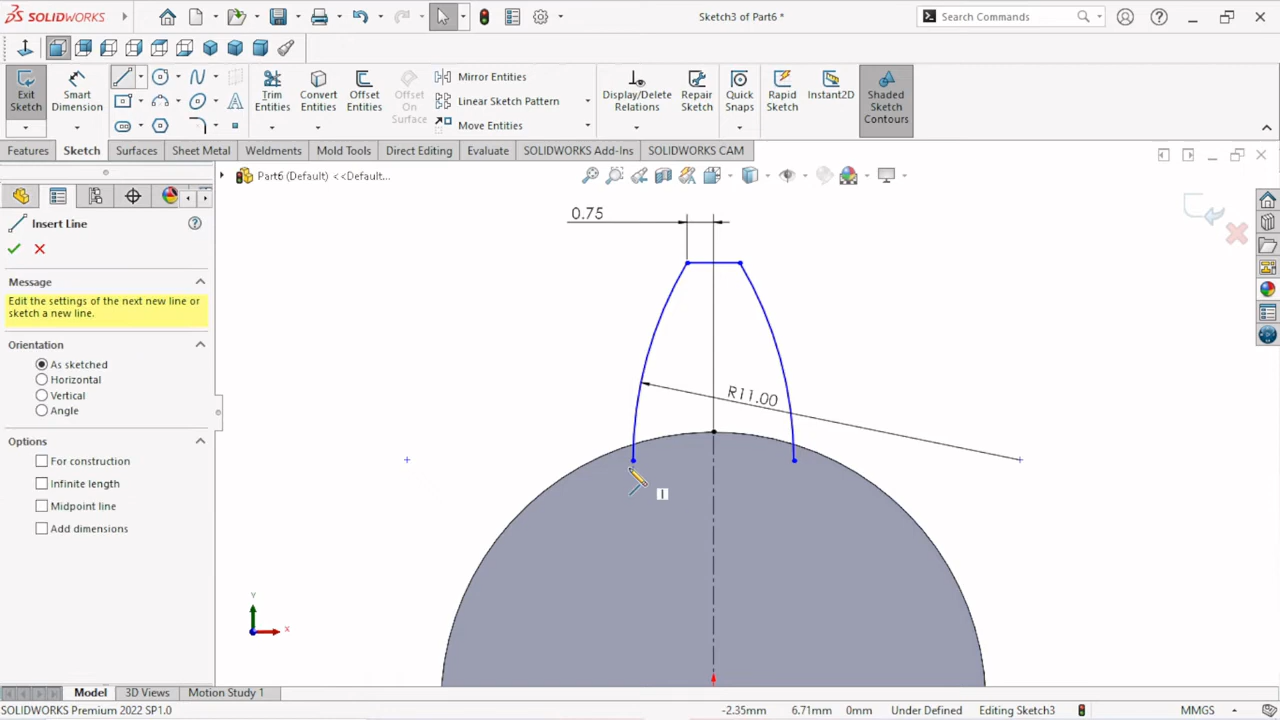 SOLIDWORKS
Sketch3 of Part6 *
Search Commands
Exit Sketch
Smart Dimension
Trim Entities
Convert Entities
Offset Entities
Offset On Surface
Mirror Entities
Linear Sketch Pattern
Move Entities
Display/Delete Relations
Repair Sketch
Quick Snaps
Rapid Sketch
Instant2D
Shaded Sketch Contours
Features Sketch Surfaces Sheet Metal Weldments Mold Tools Direct Editing Evaluate SOLIDWORKS Add-Ins SOLIDWORKS CAM
Part6 (Default) <<Default...
Insert Line
Message
Edit the settings of the next new line or
sketch a new line.
Orientation
As sketched
Horizontal
Vertical
Angle
Options
For construction
Infinite length
Midpoint line
Add dimensions
0.75
R11.00
Y
X
Model 3D Views Motion Study 1
SOLIDWORKS Premium 2022 SP1.0 -2.35mm 6.71mm 0mm Under Defined Editing Sketch3 MMGS